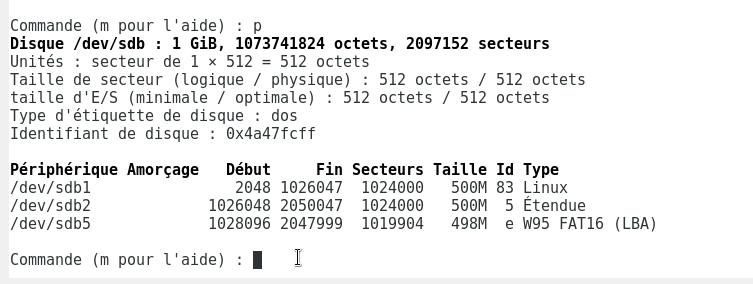 Commande (m pour l'aide) : p
Disque /dev/sdb : 1 GiB, 1073741824 octets, 2097152 secteurs
Unités : secteur de 1 × 512 = 512 octets
Taille de secteur (logique / physique) : 512 octets / 512 octets
taille d'E/S (minimale / optimale) : 512 octets / 512 octets
Type d'étiquette de disque : dos
Identifiant de disque : 0x4a47fcff
Périphérique Amorçage   Début     Fin Secteurs Taille Id Type
/dev/sdb1                2048 1026047  1024000   500M 83 Linux
/dev/sdb2             1026048 2050047  1024000   500M  5 Étendue
/dev/sdb5             1028096 2047999  1019904   498M  e W95 FAT16 (LBA)
Commande (m pour l'aide) :